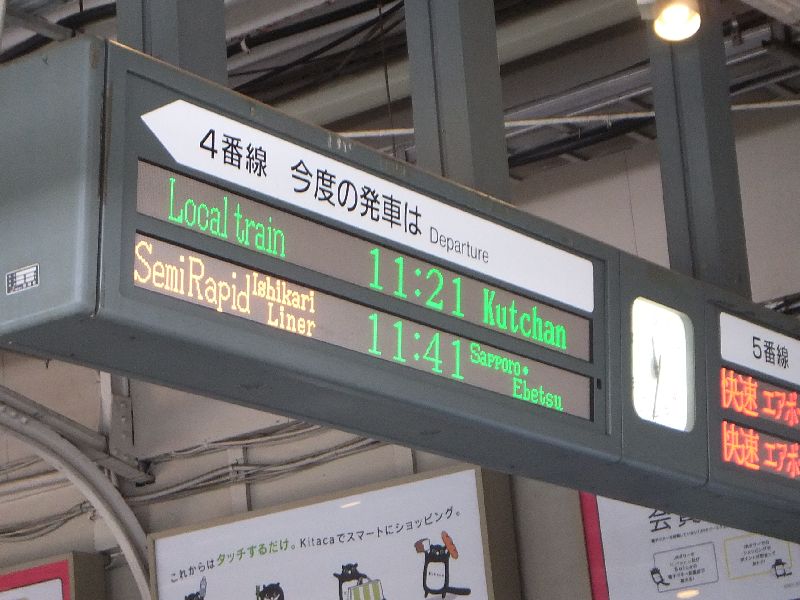 4番線 今度の発車は Departure
Local train 11:21 Kutchan
Semi Rapid Ishikari Liner 11:41 Sapporo・Ebetsu
5番線
快速 エアポ
快速 エアポ
これからはタッチするだけ。Kitacaでスマートにショッピング。